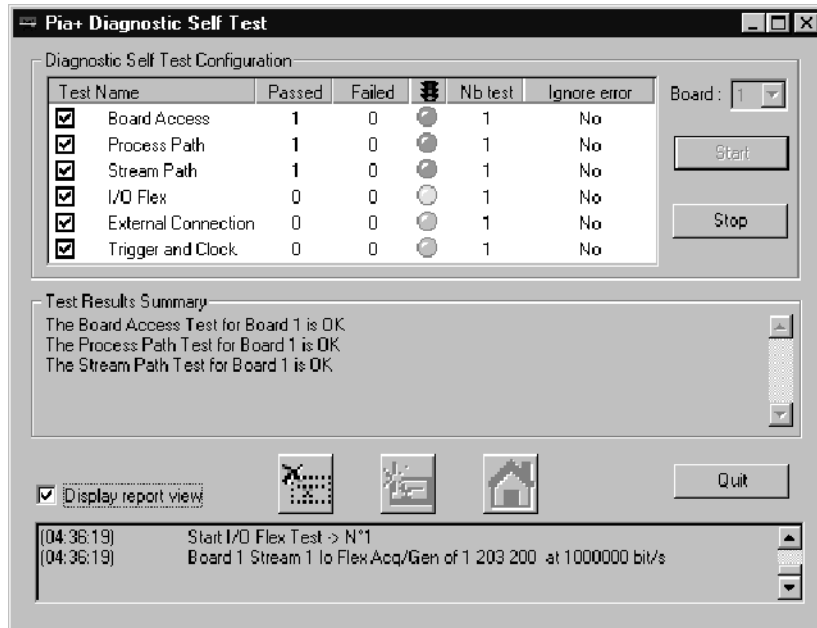 Pia+ Diagnostic Self Test
Diagnostic Self Test Configuration
Test Name Passed Failed Nb test Ignore error
Board Access 1 0 1 No
Process Path 1 0 1 No
Stream Path 1 0 1 No
I/O Flex 0 0 1 No
External Connection 0 0 1 No
Trigger and Clock 0 0 1 No
Board : 1
Start
Stop
Test Results Summary
The Board Access Test for Board 1 is OK
The Process Path Test for Board 1 is OK
The Stream Path Test for Board 1 is OK
Display report view
Quit
(04:36:19) Start I/O Flex Test -> N°1
(04:36:19) Board 1 Stream 1 Io Flex Acq/Gen of 1 203 200 at 1000000 bit/s